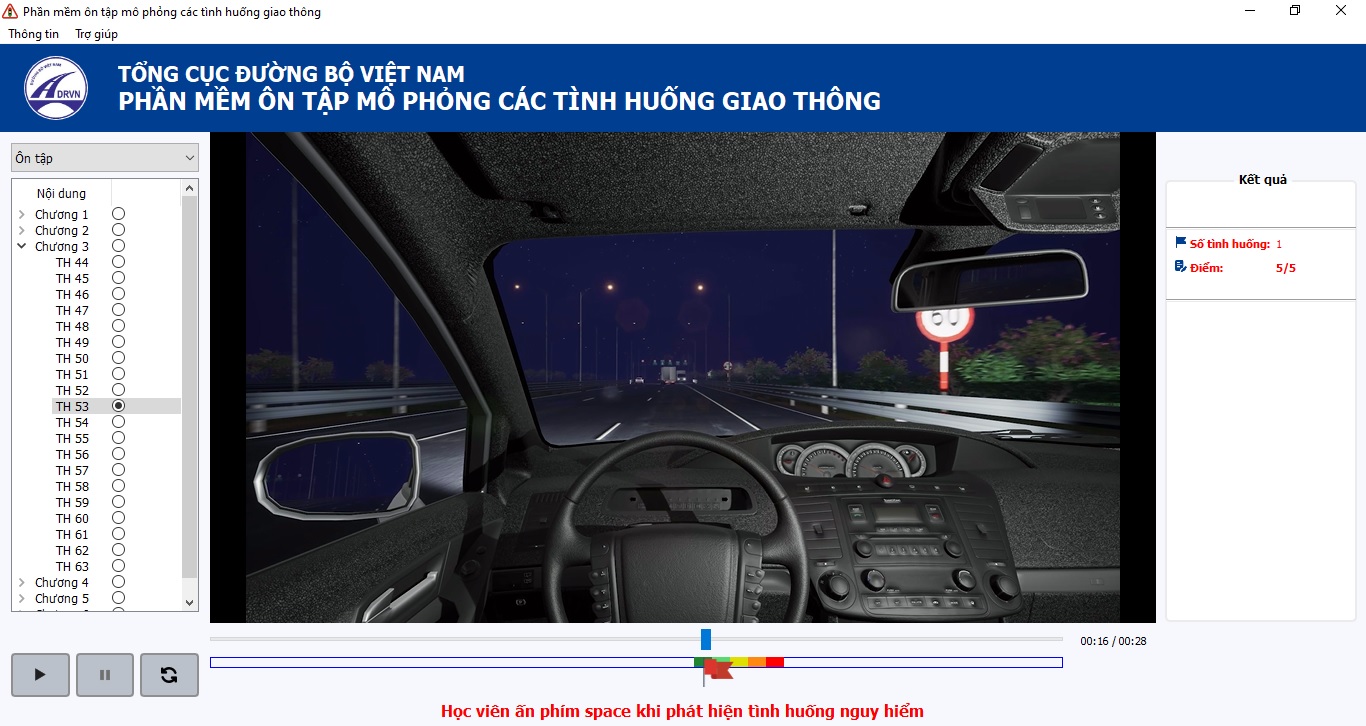 Phần mềm ôn tập mô phỏng các tình huống giao thông
Thông tin Trợ giúp
ĐƯỜNG BỘ VIỆT NAM
DRVN
TỔNG CỤC ĐƯỜNG BỘ VIỆT NAM
PHẦN MỀM ÔN TẬP MÔ PHỎNG CÁC TÌNH HUỐNG GIAO THÔNG
Ôn tập
Nội dung
Chương 1
Chương 2
Chương 3
TH 44
TH 45
TH 46
TH 47
TH 48
TH 49
TH 50
TH 51
TH 52
TH 53
TH 54
TH 55
TH 56
TH 57
TH 58
TH 59
TH 60
TH 61
TH 62
TH 63
Chương 4
Chương 5
Kết quả
Số tình huống: 1
Điểm: 5/5
00:16 / 00:28
Học viên ấn phím space khi phát hiện tình huống nguy hiểm